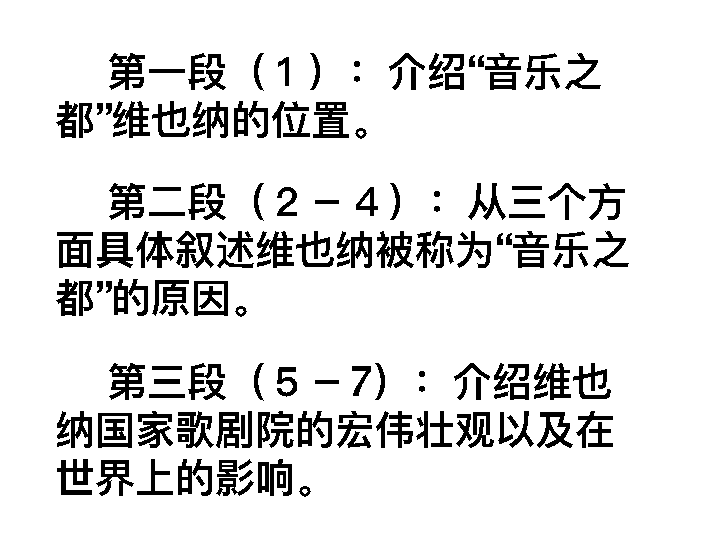 第一段（1）：介绍“音乐之
都”维也纳的位置。
第二段（2－4）：从三个方
面具体叙述维也纳被称为“音乐之
都”的原因。
第三段（5－7）：介绍维也
纳国家歌剧院的宏伟壮观以及在
世界上的影响。